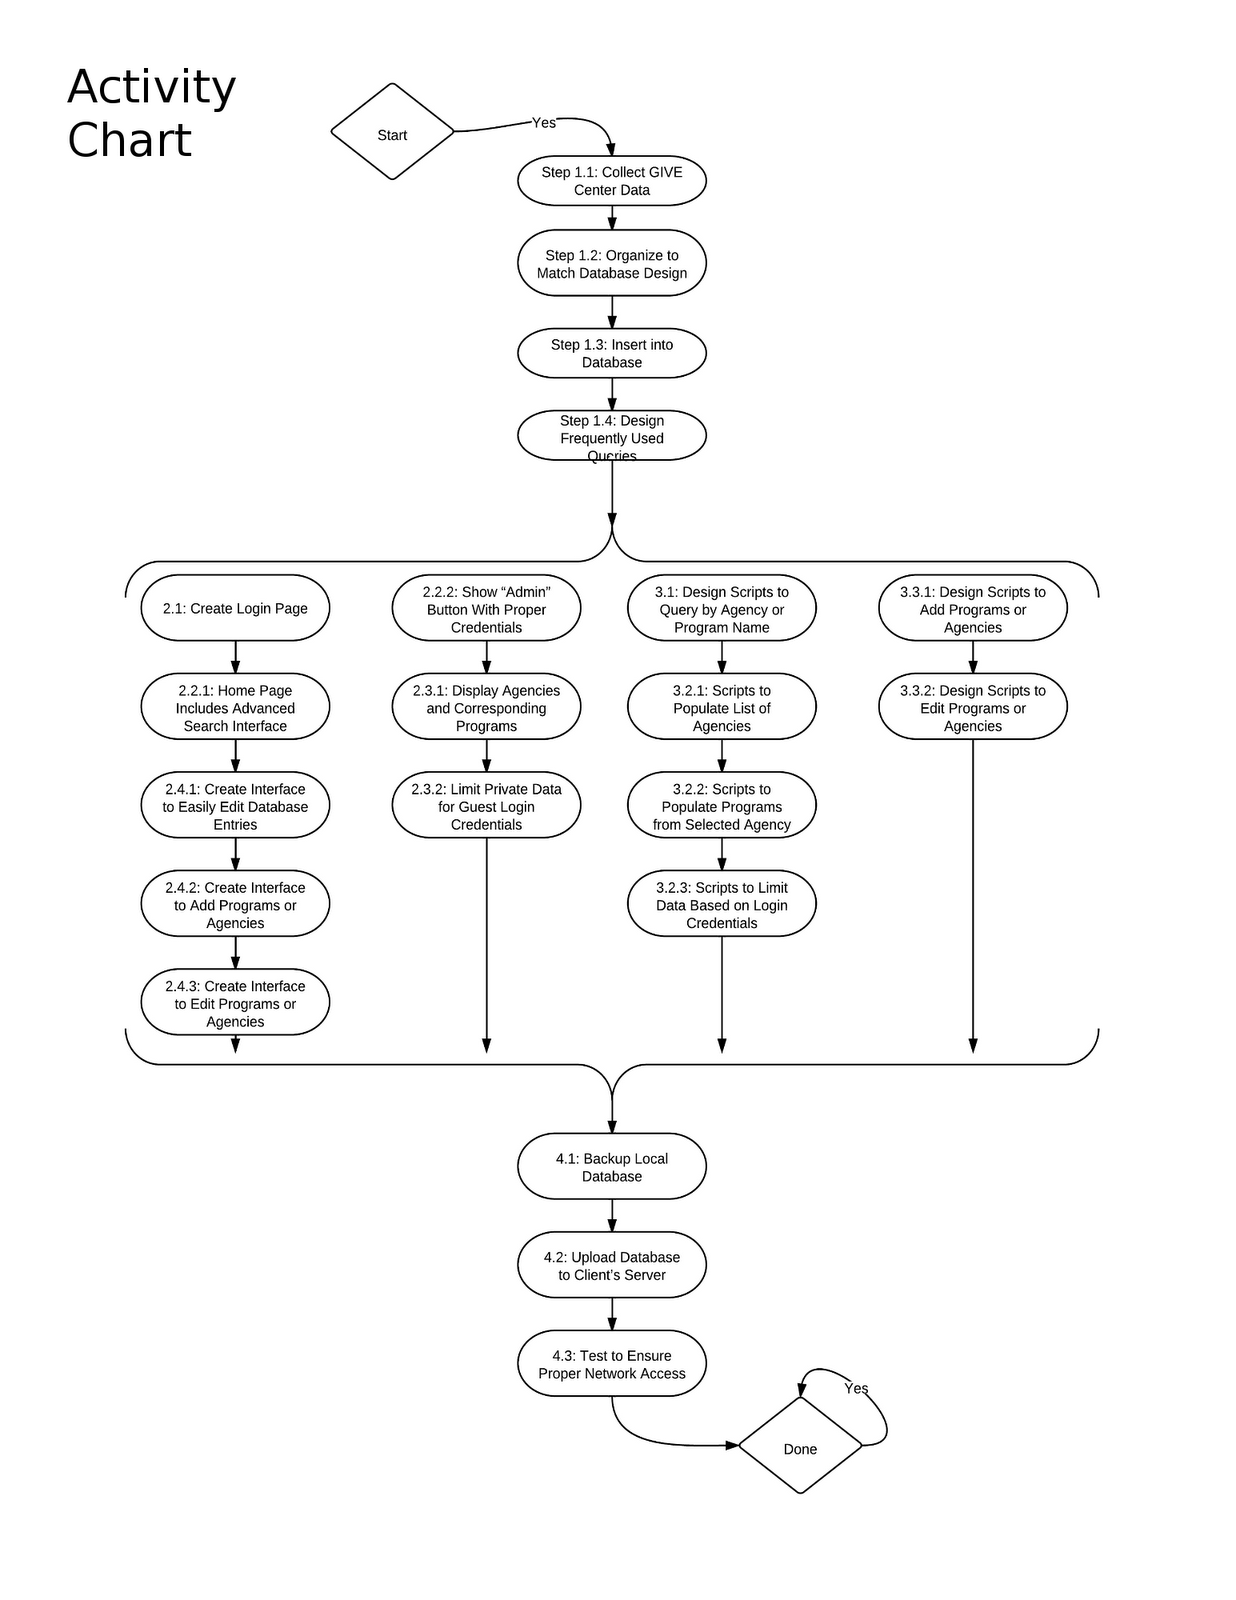 Activity
Chart
Start
Yes
Step 1.1: Collect GIVE
Center Data
Step 1.2: Organize to
Match Database Design
Step 1.3: Insert into
Database
Step 1.4: Design
Frequently Used
Queries
2.1: Create Login Page
2.2.1: Home Page
Includes Advanced
Search Interface
2.4.1: Create Interface
to Easily Edit Database
Entries
2.4.2: Create Interface
to Add Programs or
Agencies
2.4.3: Create Interface
to Edit Programs or
Agencies
2.2.2: Show “Admin”
Button With Proper
Credentials
2.3.1: Display Agencies
and Corresponding
Programs
2.3.2: Limit Private Data
for Guest Login
Credentials
3.1: Design Scripts to
Query by Agency or
Program Name
3.2.1: Scripts to
Populate List of
Agencies
3.2.2: Scripts to
Populate Programs
from Selected Agency
3.2.3: Scripts to Limit
Data Based on Login
Credentials
3.3.1: Design Scripts to
Add Programs or
Agencies
3.3.2: Design Scripts to
Edit Programs or
Agencies
4.1: Backup Local
Database
4.2: Upload Database
to Client’s Server
4.3: Test to Ensure
Proper Network Access
Yes
Done